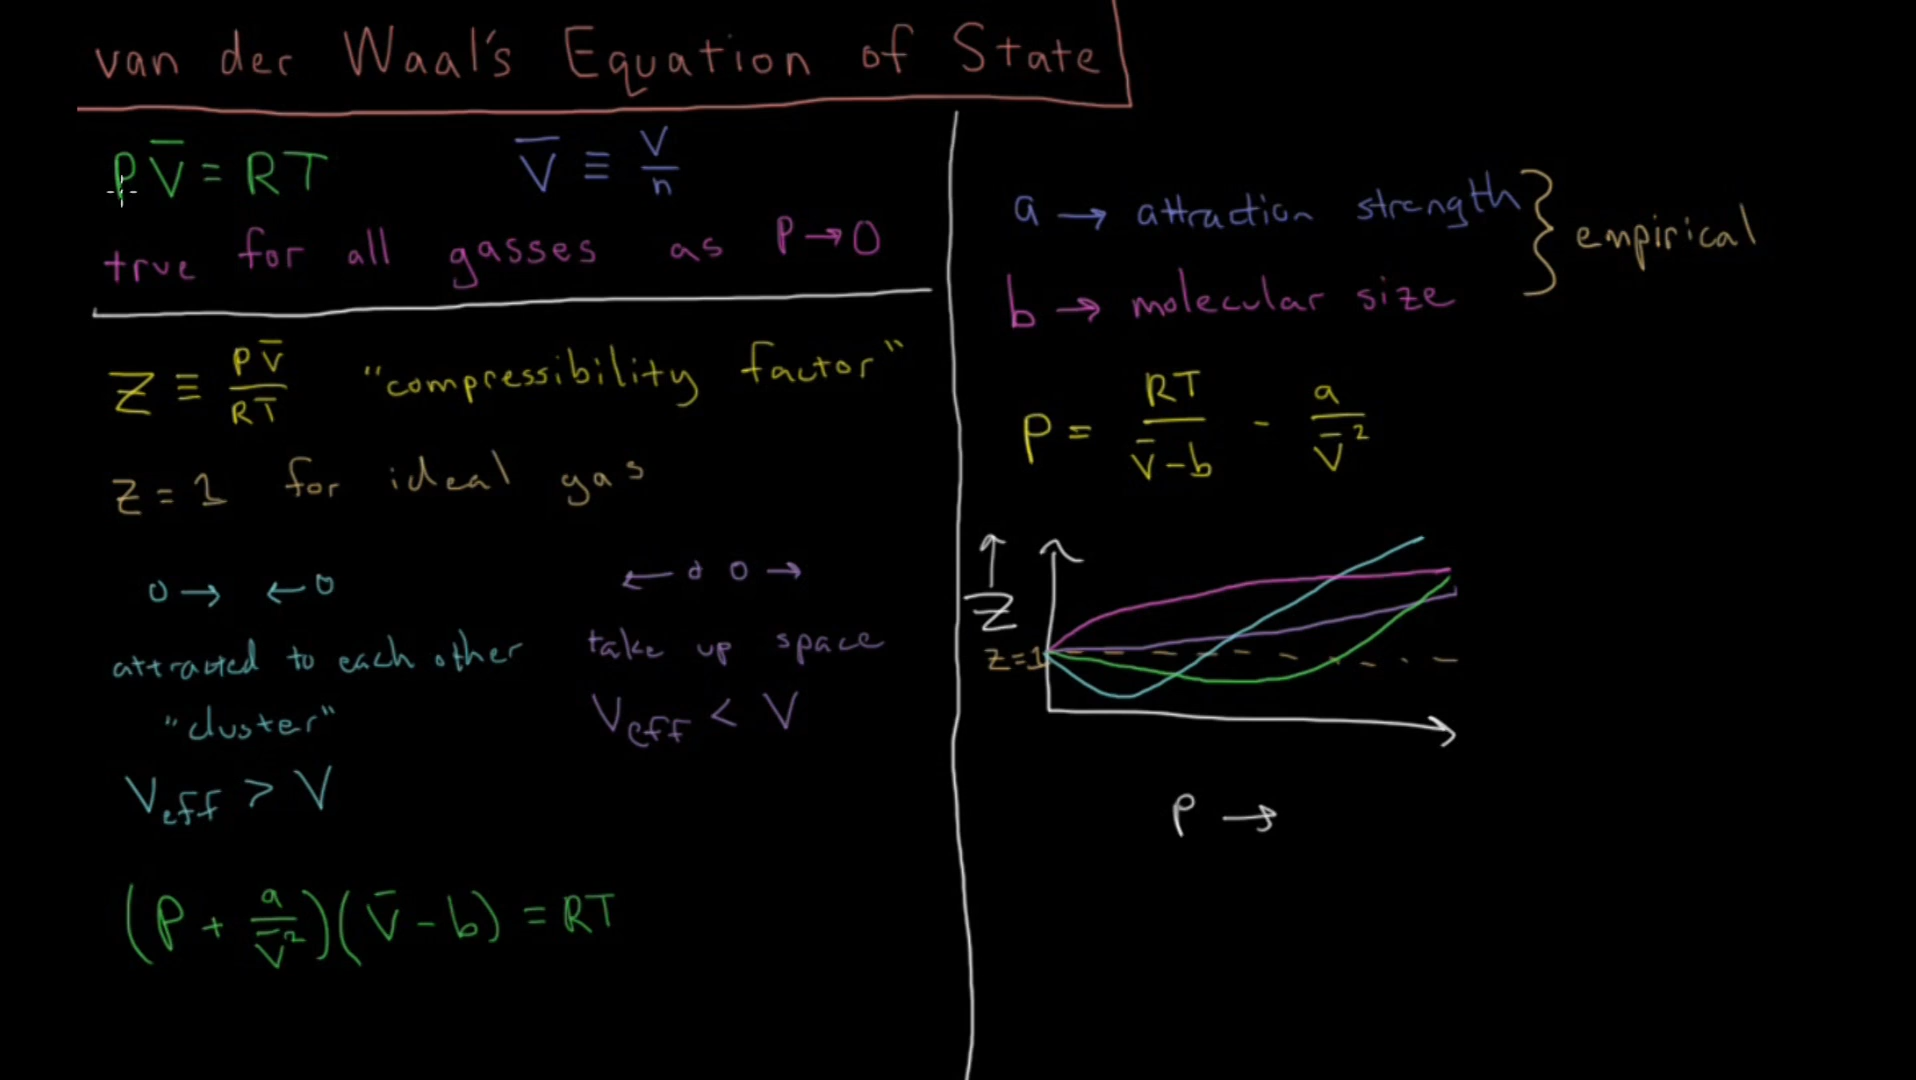 van der Waal's Equation of State
PV̅ = RT
V̅ ≡ V/n
true for all gasses as P → 0
Z ≡ PV̅/RT "compressibility factor"
Z = 1 for ideal gas
attracted to each other
"cluster"
Veff > V
take up space
Veff < V
(P + a/V̅²)(V̅ - b) = RT
a → attraction strength
b → molecular size
} empirical
P = RT/(V̅ - b) - a/V̅²
Z
Z = 1
P →